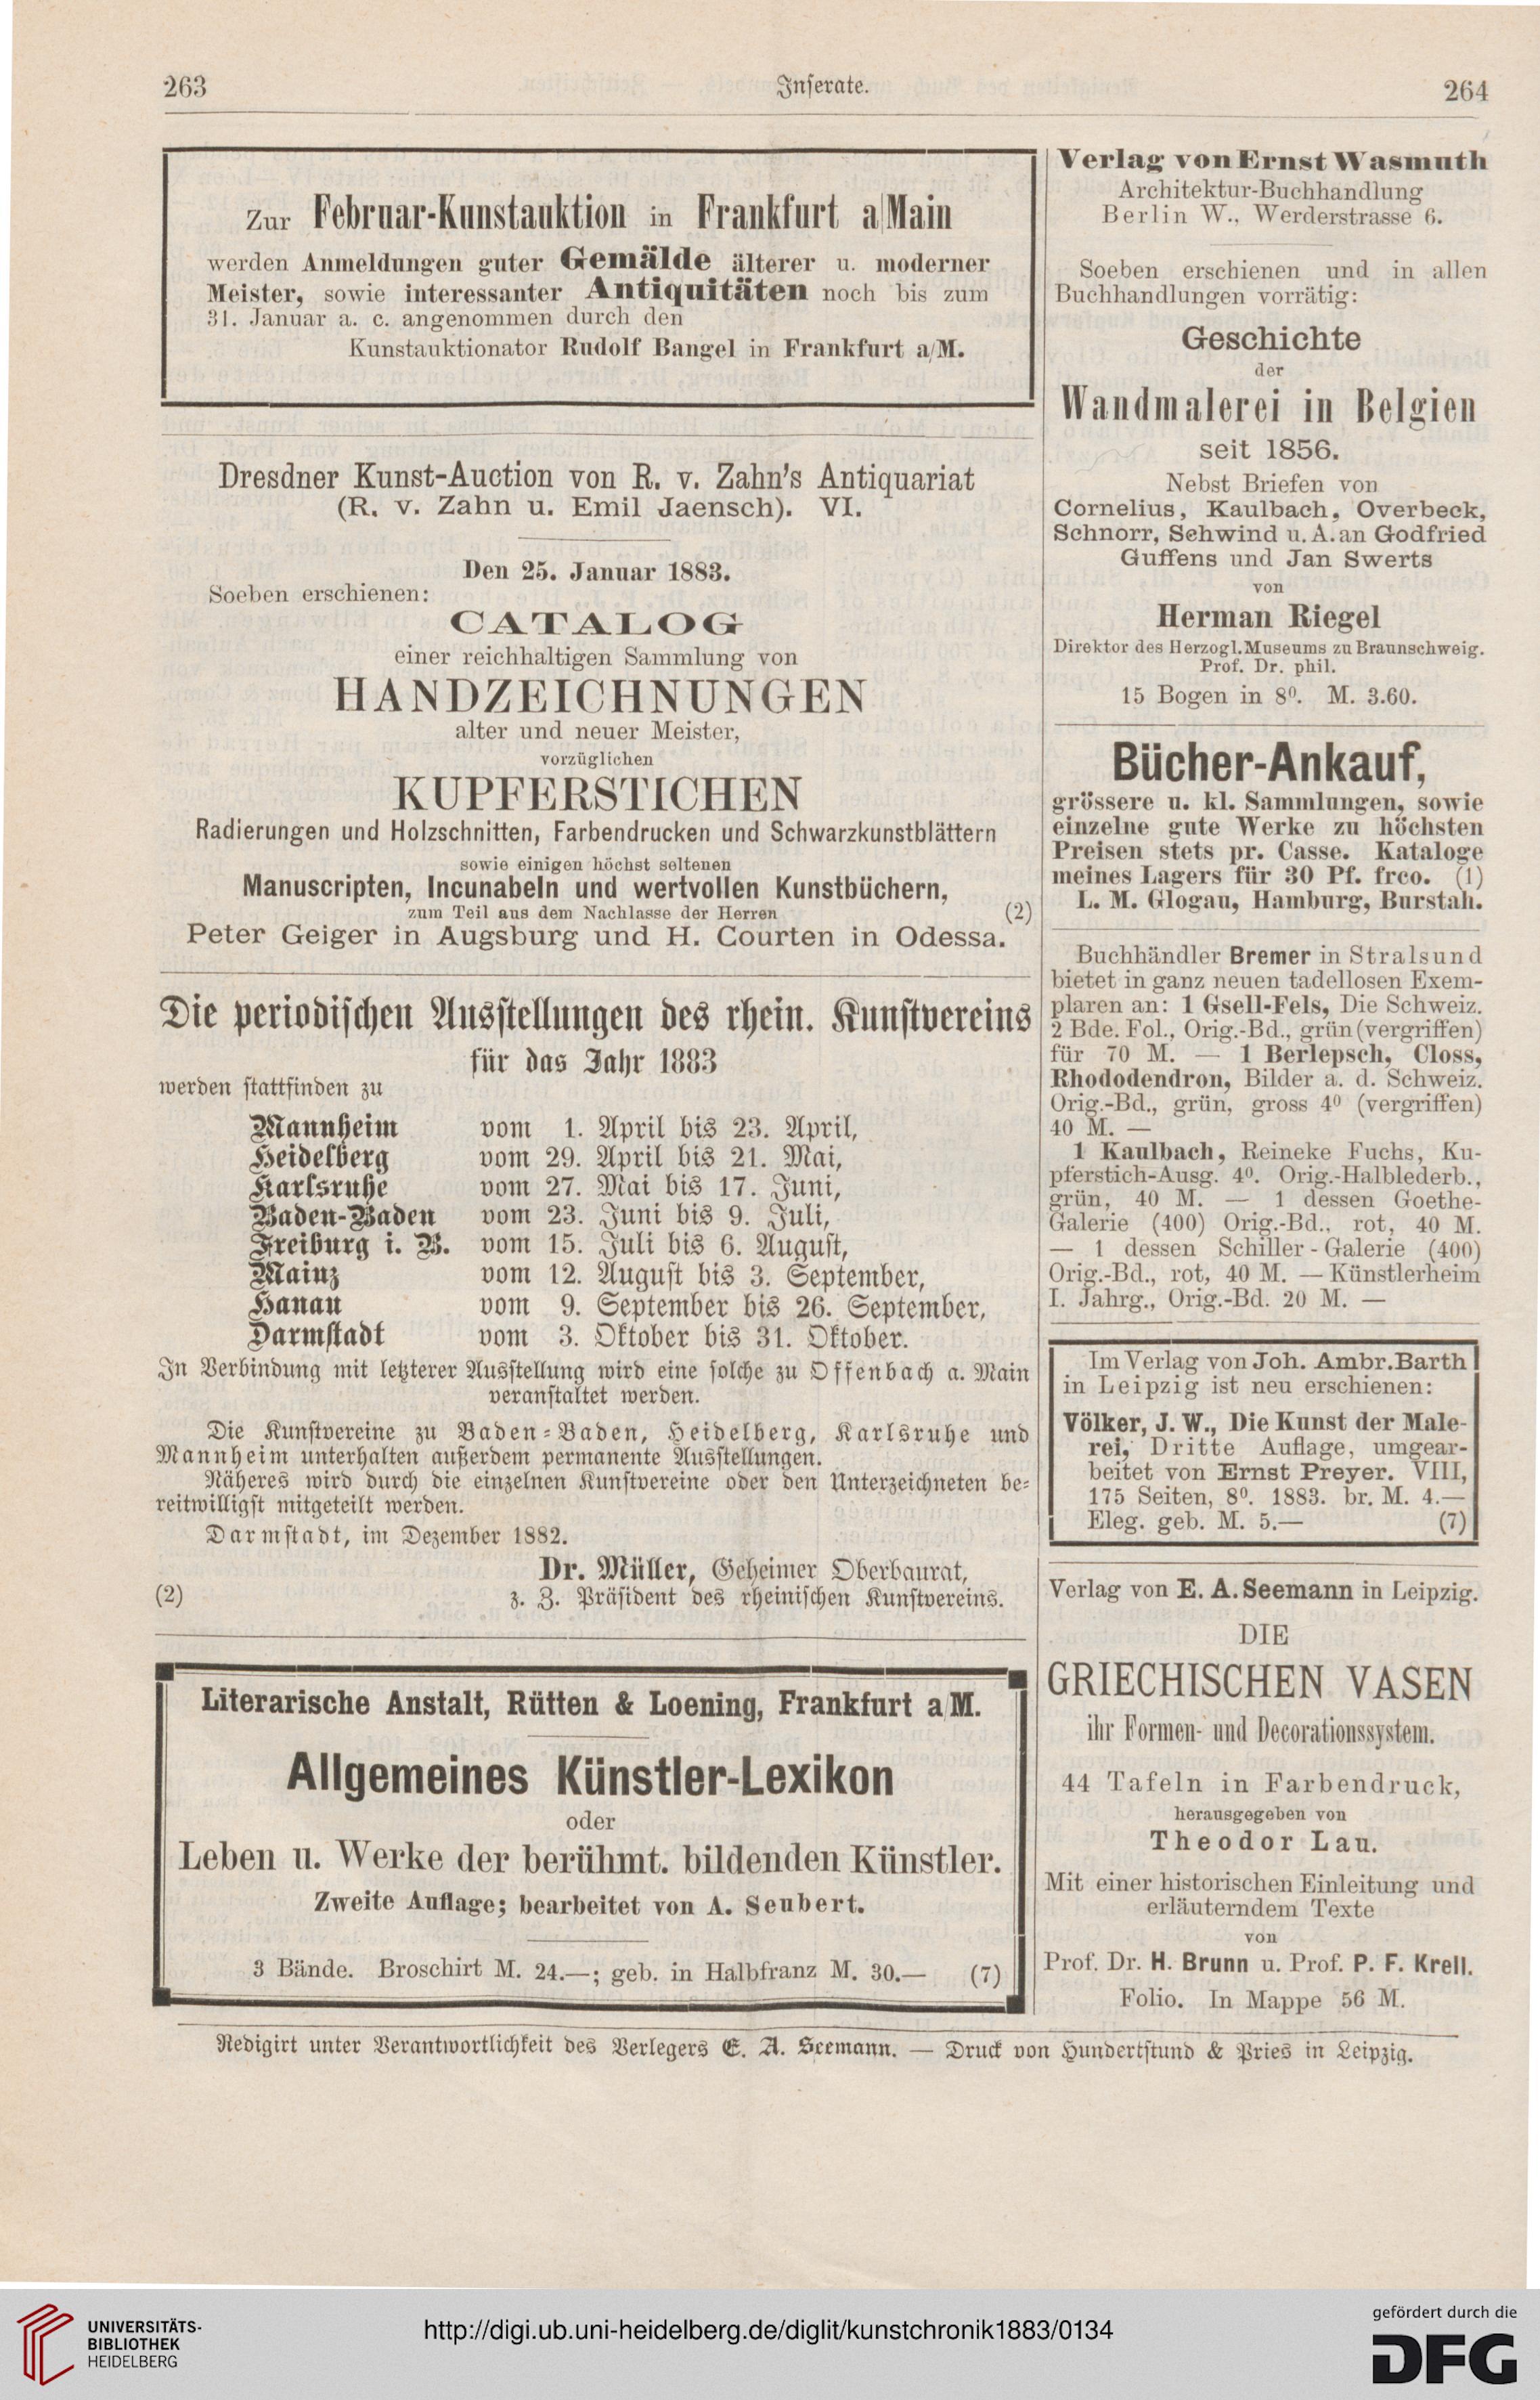 263
Inserate.
264
Zur Februar-Kunstauktion in Frankfurt a/Main
werden Anmeldungen guter Gemälde älterer u. moderner
Meister, sowie interessanter Antiquitäten noch bis zum
31. Januar a. c. angenommen durch den
Kunstauktionator Rudolf Bangel in Frankfurt a/M.
Dresdner Kunst-Auction von R. v. Zahn's Antiquariat
(R. v. Zahn u. Emil Jaensch). VI.
Den 25. Januar 1883.
Soeben erschienen:
CATALOG
einer reichhaltigen Sammlung von
HANDZEICHNUNGEN
alter und neuer Meister,
vorzüglichen
KUPFERSTICHEN
Radierungen und Holzschnitten, Farbendrucken und Schwarzkunstblättern
sowie einigen höchst seltenen
Manuscripten, Incunabeln und wertvollen Kunstbüchern,
zum Teil aus dem Nachlasse der Herren (2)
Peter Geiger in Augsburg und H. Courten in Odessa.
Die periodischen Ausstellungen des rhein. Kunstvereins
für das Jahr 1883
werden stattfinden zu
Mannheim vom 1. April bis 23. April,
Heidelberg vom 29. April bis 21. Mai,
Karlsruhe vom 27. Mai bis 17. Juni,
Baden-Baden vom 23. Juni bis 9. Juli,
Freiburg i. B. vom 15. Juli bis 6. August,
Mainz vom 12. August bis 3. September,
Hanau vom 9. September bis 26. September,
Darmstadt vom 3. Oktober bis 31. Oktober.
In Verbindung mit letzterer Ausstellung wird eine solche zu Offenbach a. Main
veranstaltet werden.
Die Kunstvereine zu Baden-Baden, Heidelberg, Karlsruhe und
Mannheim unterhalten außerdem permanente Ausstellungen.
Näheres wird durch die einzelnen Kunstvereine oder den Unterzeichneten be-
reitwilligst mitgeteilt werden.
Darmstadt, im Dezember 1882.
Dr. Müller, Geheimer Oberbaurat,
(2) z. Z. Präsident des rheinischen Kunstvereins.
Literarische Anstalt, Rütten & Loening, Frankfurt a/M.
Allgemeines Künstler-Lexikon
oder
Leben u. Werke der berühmt. bildenden Künstler.
Zweite Auflage; bearbeitet von A. Seubert.
3 Bände. Broschirt M. 24.—; geb. in Halbfranz M. 30.— (7)
Verlag von Ernst Wasmuth
Architektur-Buchhandlung
Berlin W., Werderstrasse 6.
Soeben erschienen und in allen
Buchhandlungen vorrätig:
Geschichte
der
Wandmalerei in Belgien
seit 1856.
Nebst Briefen von
Cornelius, Kaulbach, Overbeck,
Schnorr, Schwind u. A. an Godfried
Guffens und Jan Swerts
von
Herman Riegel
Direktor des Herzogl. Museums zu Braunschweig.
Prof. Dr. phil.
15 Bogen in 8⁰. M. 3.60.
Bücher-Ankauf,
grössere u. kl. Sammlungen, sowie
einzelne gute Werke zu höchsten
Preisen stets pr. Casse. Kataloge
meines Lagers für 30 Pf. frco. (1)
L. M. Glogau, Hamburg, Burstah.
Buchhändler Bremer in Stralsund
bietet in ganz neuen tadellosen Exem-
plaren an: 1 Gsell-Fels, Die Schweiz.
2 Bde. Fol., Orig.-Bd., grün (vergriffen)
für 70 M. — 1 Berlepsch, Closs,
Rhododendron, Bilder a. d. Schweiz.
Orig.-Bd., grün, gross 4⁰ (vergriffen)
40 M. —
1 Kaulbach, Reineke Fuchs, Ku-
pferstich-Ausg. 4⁰. Orig.-Halblederb.,
grün, 40 M. — 1 dessen Goethe-
Galerie (400) Orig.-Bd., rot, 40 M.
— 1 dessen Schiller-Galerie (400)
Orig.-Bd., rot, 40 M. — Künstlerheim
I. Jahrg., Orig.-Bd. 20 M. —
Im Verlag von Joh. Ambr. Barth
in Leipzig ist neu erschienen:
Völker, J. W., Die Kunst der Male-
rei, Dritte Auflage, umgear-
beitet von Ernst Preyer. VIII,
175 Seiten, 8⁰. 1883. br. M. 4.—
Eleg. geb. M. 5.— (7)
Verlag von E. A. Seemann in Leipzig.
DIE
GRIECHISCHEN VASEN
ihr Formen- und Decorationssystem.
44 Tafeln in Farbendruck,
herausgegeben von
Theodor Lau.
Mit einer historischen Einleitung und
erläuterndem Texte
von
Prof. Dr. H. Brunn u. Prof. P. F. Krell.
Folio. In Mappe 56 M.
Redigirt unter Verantwortlichkeit des Verlegers E. A. Seemann. — Druck von Hundertstund & Pries in Leipzig.
UNIVERSITÄTS-
BIBLIOTHEK
HEIDELBERG
http://digi.ub.uni-heidelberg.de/diglit/kunstchronik1883/0134
gefördert durch die
DFG